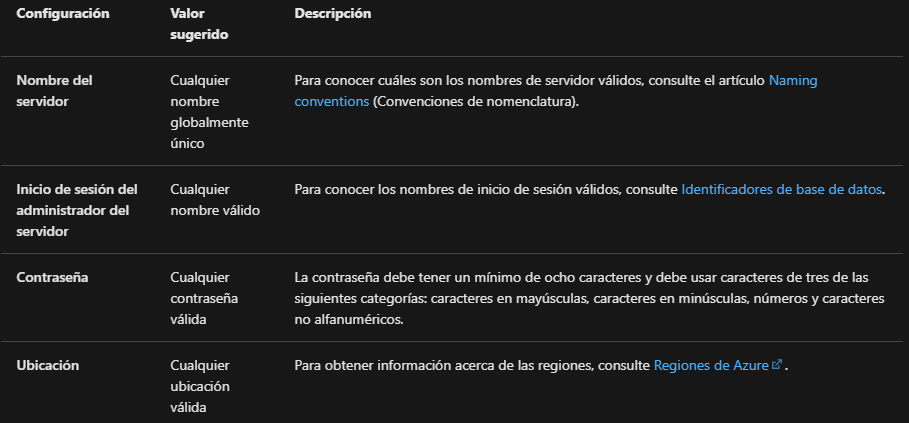 Configuración Valor sugerido Descripción
Nombre del servidor Cualquier nombre globalmente único Para conocer cuáles son los nombres de servidor válidos, consulte el artículo Naming conventions (Convenciones de nomenclatura).
Inicio de sesión del administrador del servidor Cualquier nombre válido Para conocer los nombres de inicio de sesión válidos, consulte Identificadores de base de datos.
Contraseña Cualquier contraseña válida La contraseña debe tener un mínimo de ocho caracteres y debe usar caracteres de tres de las siguientes categorías: caracteres en mayúsculas, caracteres en minúsculas, números y caracteres no alfanuméricos.
Ubicación Cualquier ubicación válida Para obtener información acerca de las regiones, consulte Regiones de Azure .